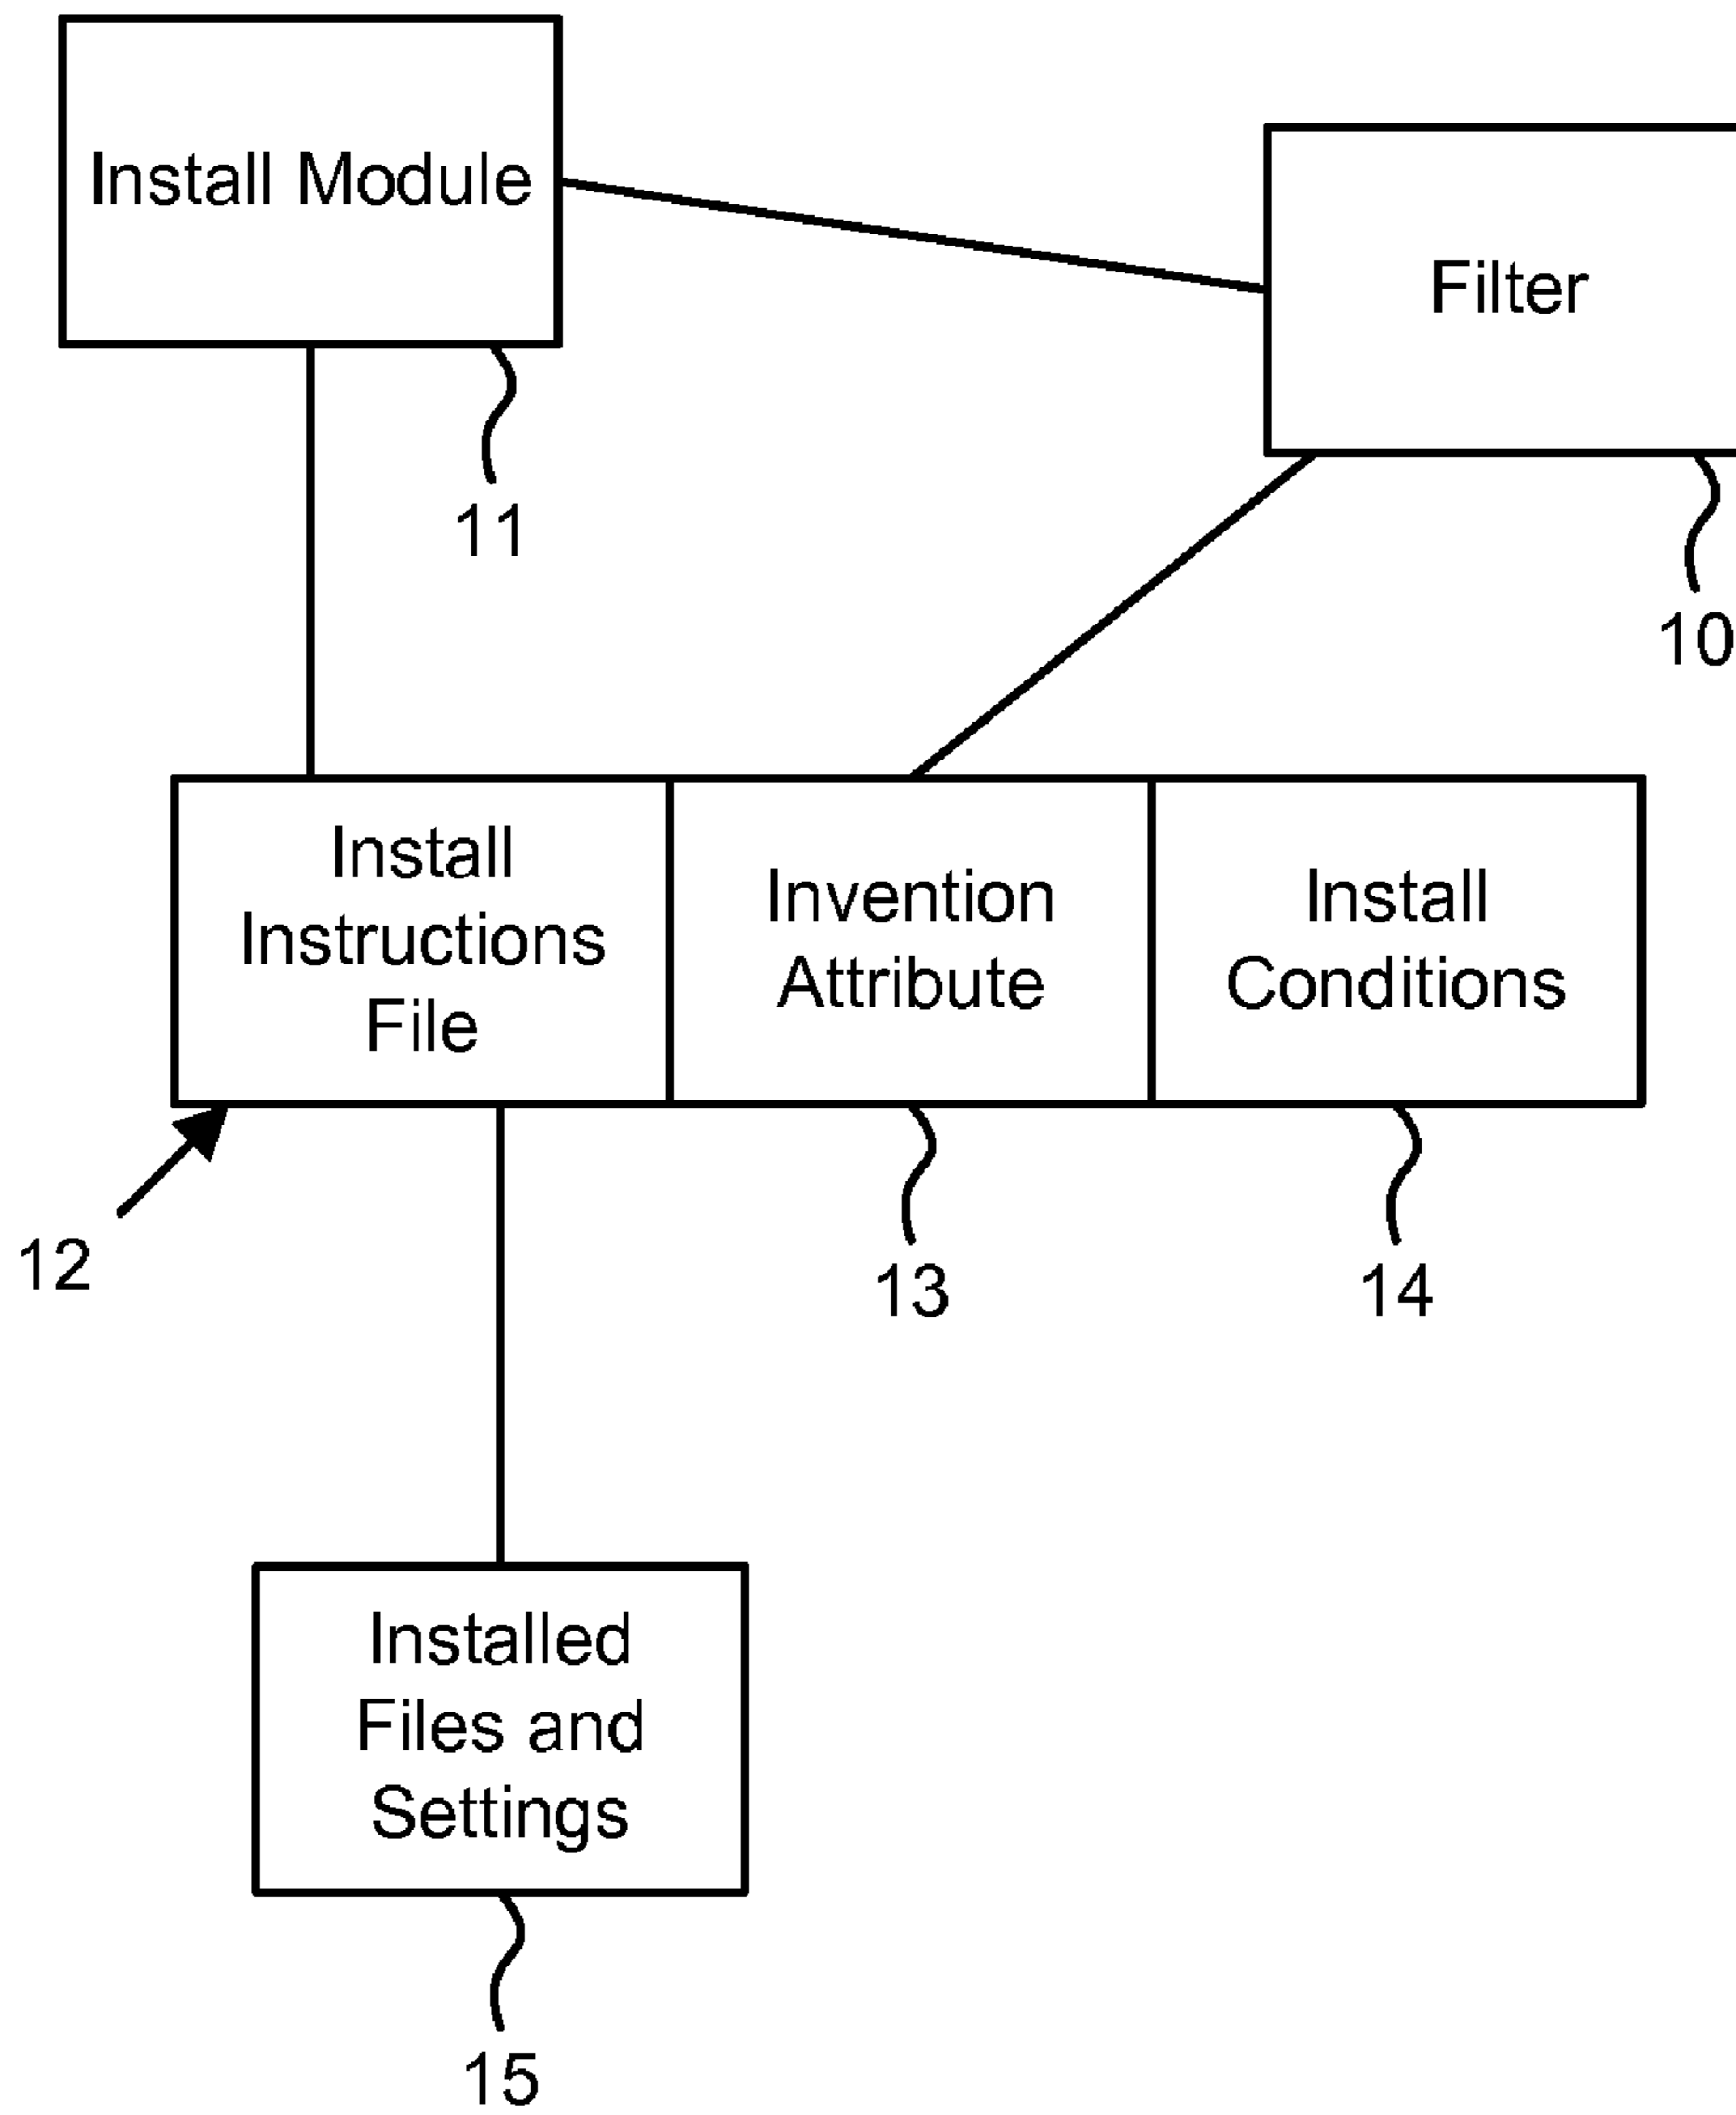 Install Module
Filter
11
10
Install
Instructions
File
Invention
Attribute
Install
Conditions
12
13
14
Installed
Files and
Settings
15